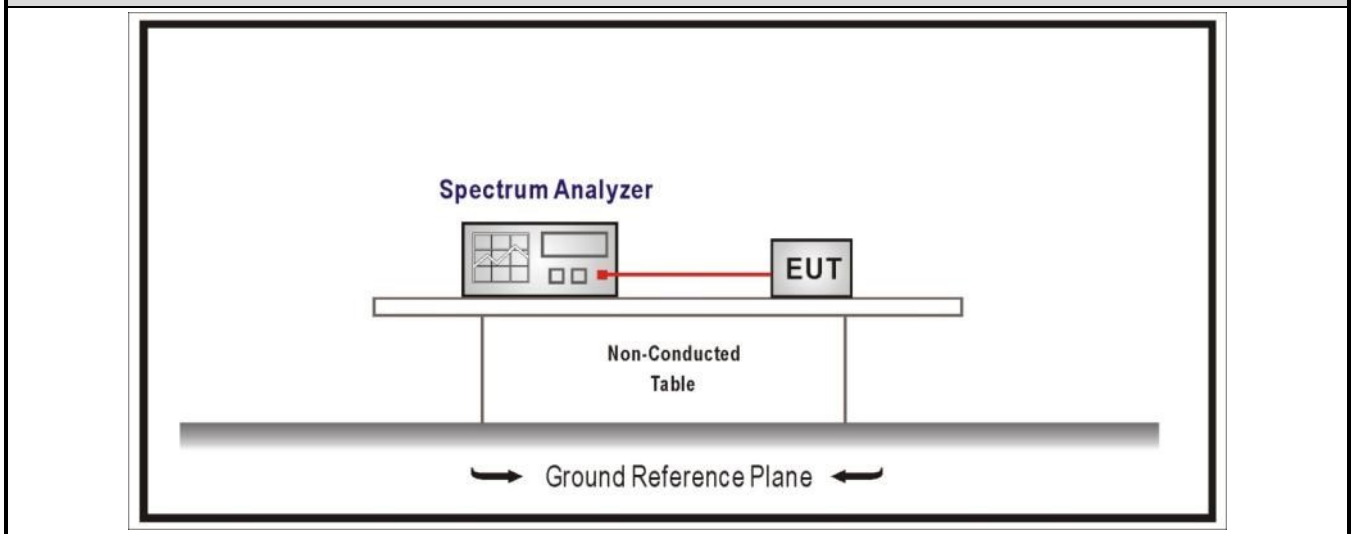 Spectrum Analyzer
EUT
Non-Conducted
Table
Ground Reference Plane